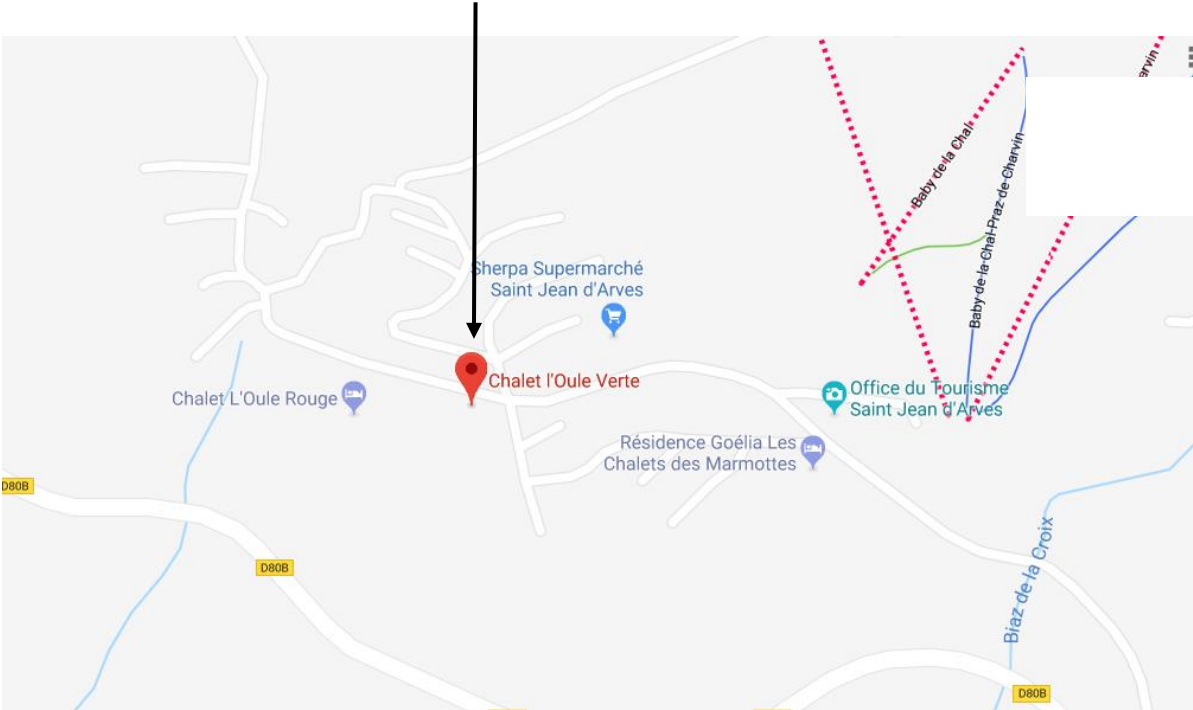 arvin
Baby de la Chal
Baby de la Chal-Praz de Charvin
Sherpa Supermarché
Saint Jean d'Arves
Chalet l'Oule Verte
Chalet L'Oule Rouge
Office du Tourisme
Saint Jean d'Arves
Résidence Goélia Les
Chalets des Marmottes
D80B
D80B
Biaz de la Croix
D80B